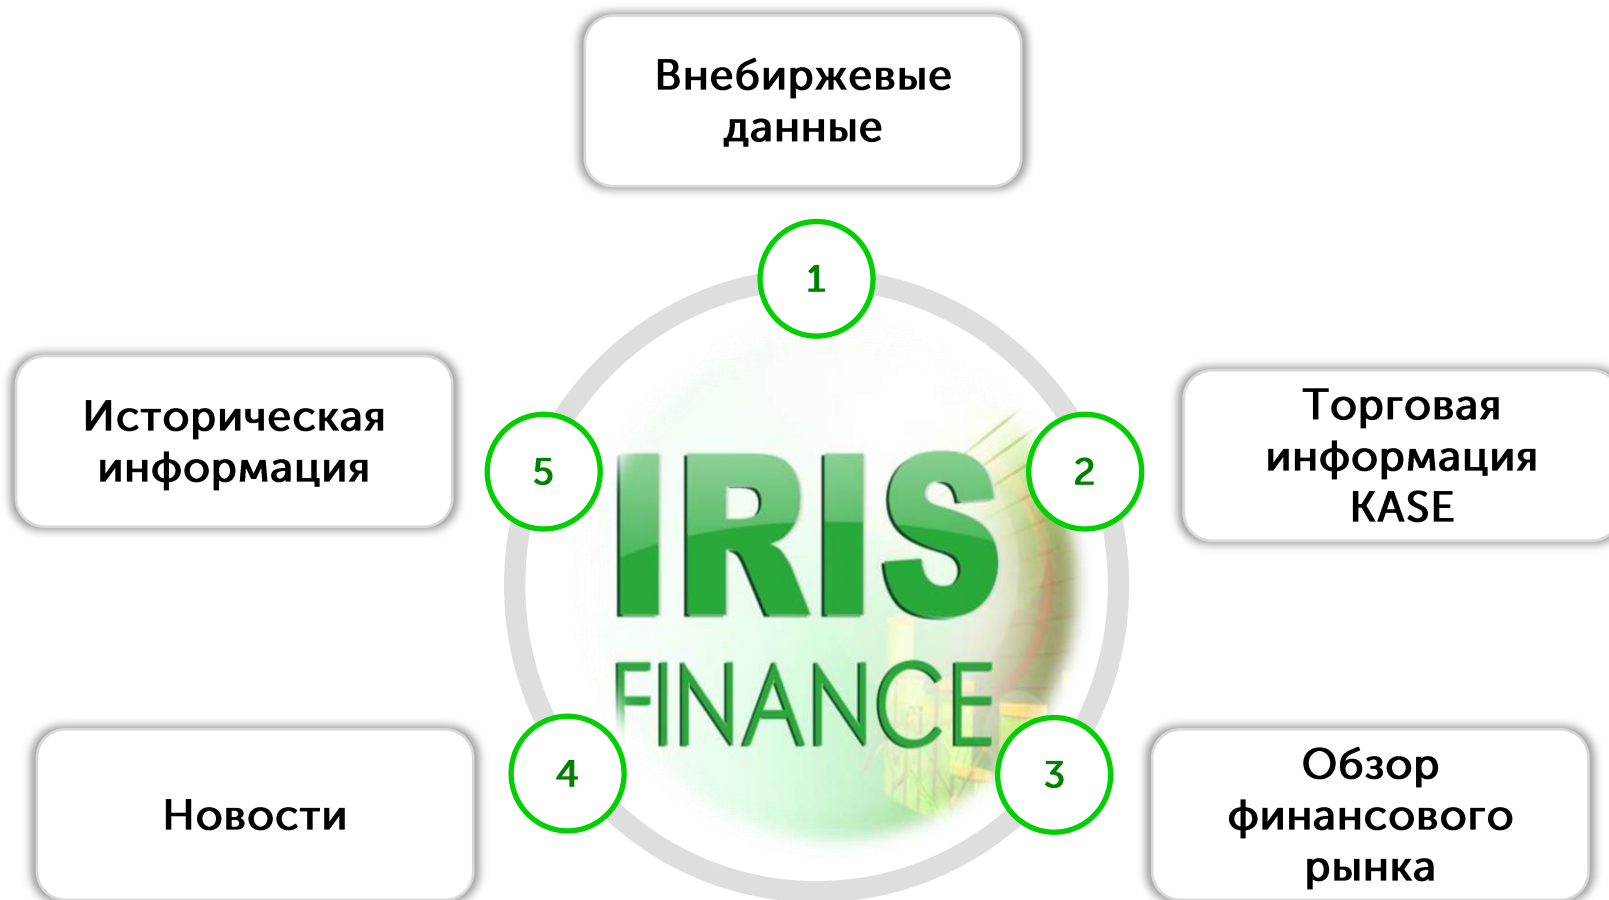 Внебиржевые
данные
1
Историческая
информация
5
IRIS
FINANCE
2
Торговая
информация
KASE
Новости
4
3
Обзор
финансового
рынка